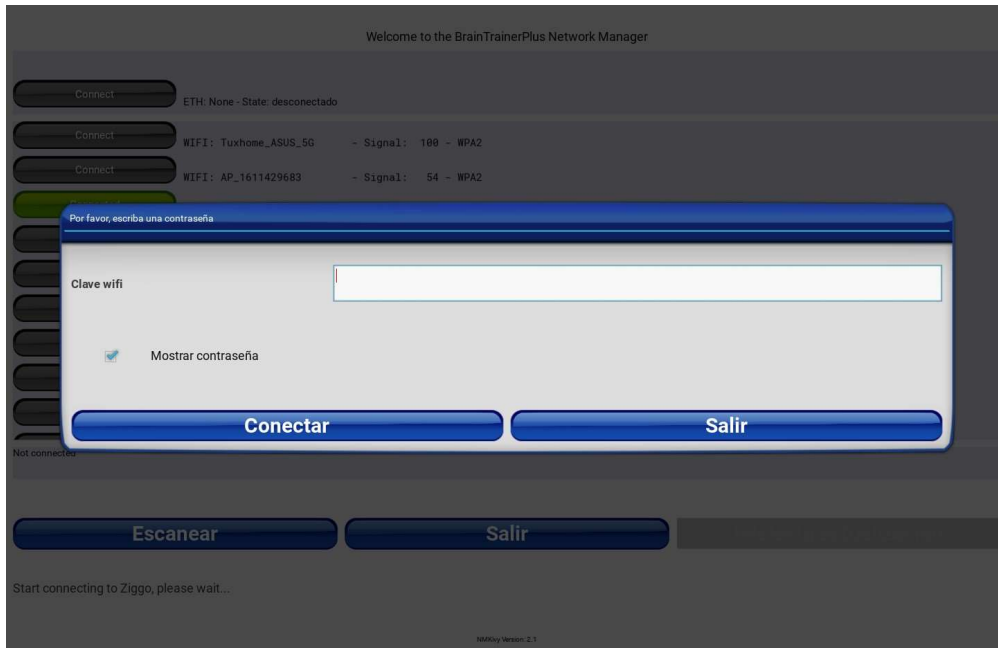 Welcome to the BrainTrainerPlus Network Manager
Connect ETH: None - State: desconectado
Connect WIFI: Tuxhome_ASUS_5G - Signal: 100 - WPA2
Connect WIFI: AP_1611429683 - Signal: 54 - WPA2
Por favor, escriba una contraseña
Clave wifi
Mostrar contraseña
Conectar Salir
Not connected
Escanear Salir
Start connecting to Ziggo, please wait...
NMKivy Version: 2.1